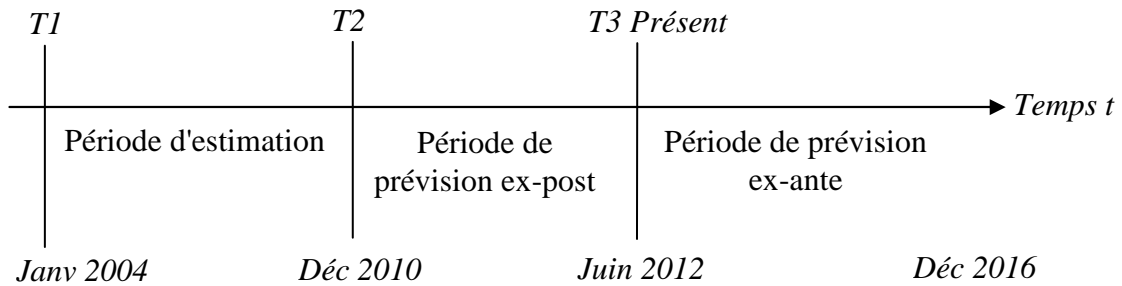 T1
T2
T3 Présent
Temps t
Période d'estimation
Période de
prévision ex-post
Période de prévision
ex-ante
Janv 2004
Déc 2010
Juin 2012
Déc 2016